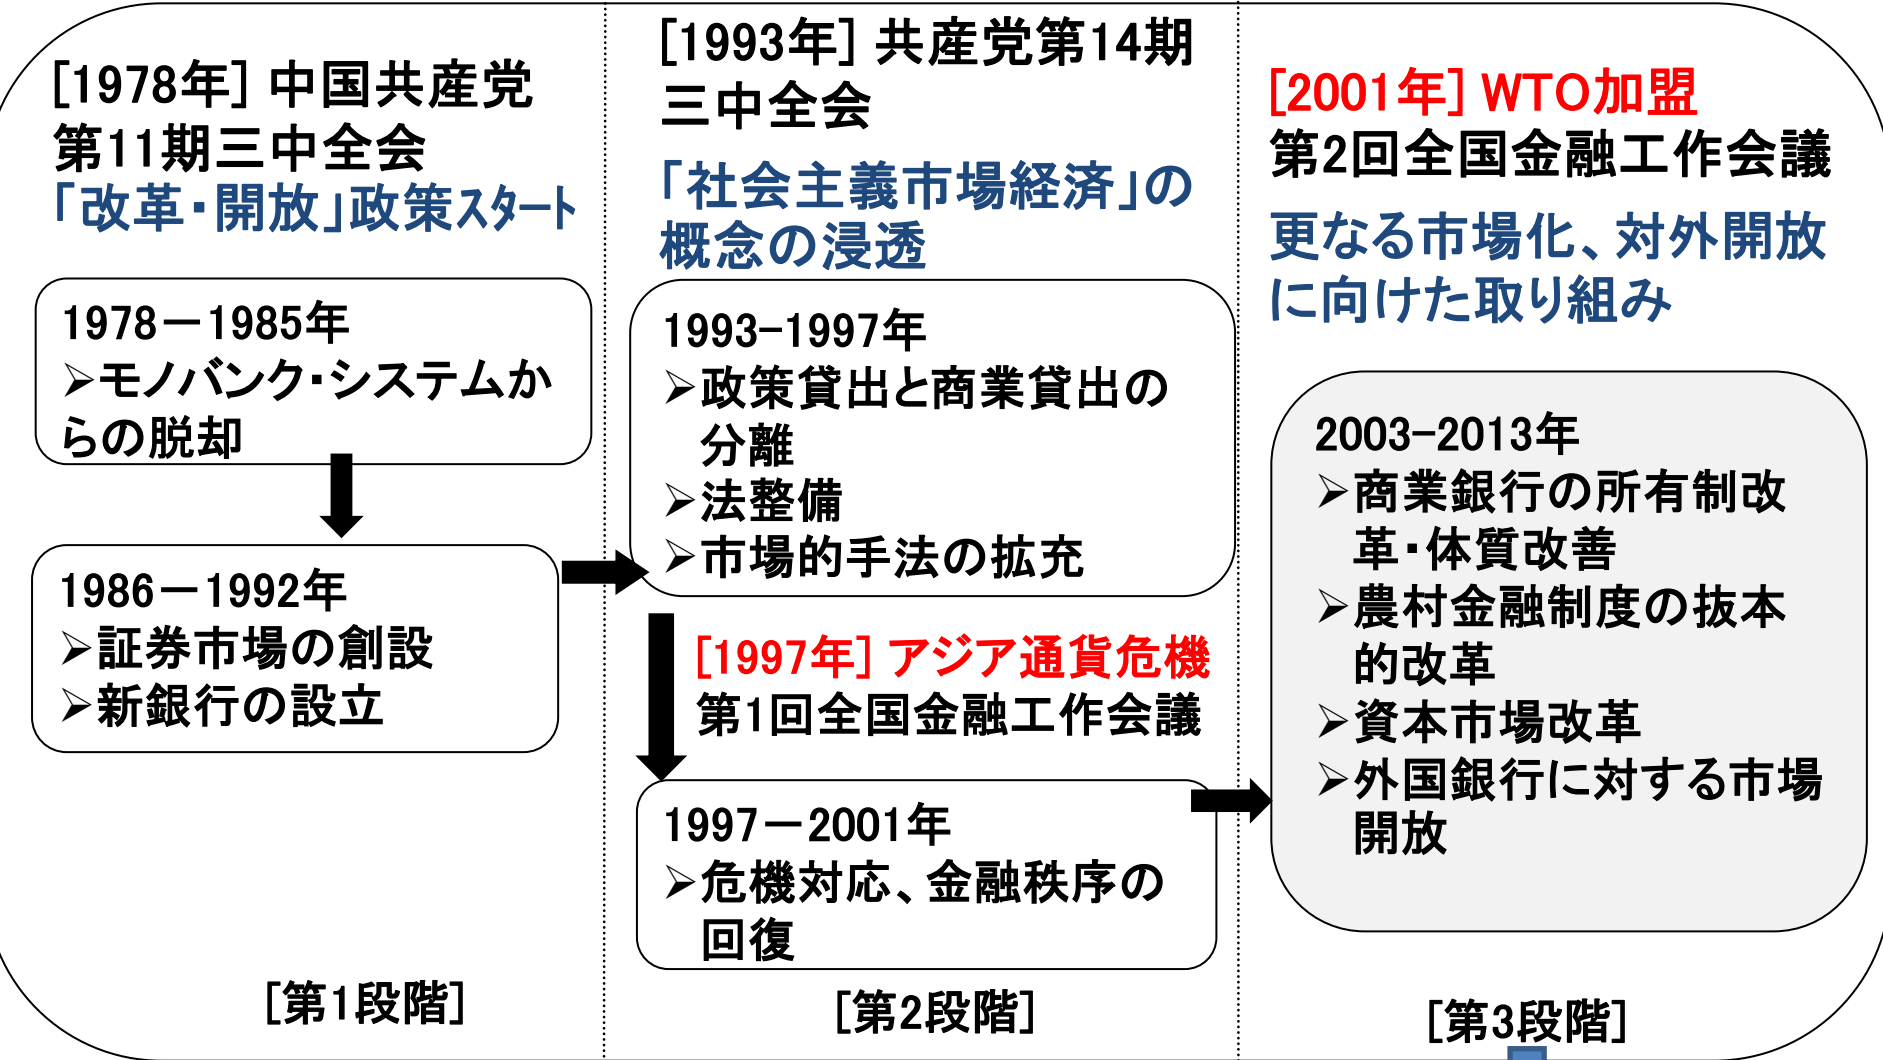 [1978年] 中国共産党
第11期三中全会
「改革・開放」政策スタート
1978－1985年
➢モノバンク・システムか
らの脱却
1986－1992年
➢証券市場の創設
➢新銀行の設立
[第1段階]
[1993年] 共産党第14期
三中全会
「社会主義市場経済」の
概念の浸透
1993-1997年
➢政策貸出と商業貸出の
分離
➢法整備
➢市場的手法の拡充
[1997年] アジア通貨危機
第1回全国金融工作会議
1997－2001年
➢危機対応、金融秩序の
回復
[第2段階]
[2001年] WTO加盟
第2回全国金融工作会議
更なる市場化、対外開放
に向けた取り組み
2003-2013年
➢商業銀行の所有制改
革・体質改善
➢農村金融制度の抜本
的改革
➢資本市場改革
➢外国銀行に対する市場
開放
[第3段階]